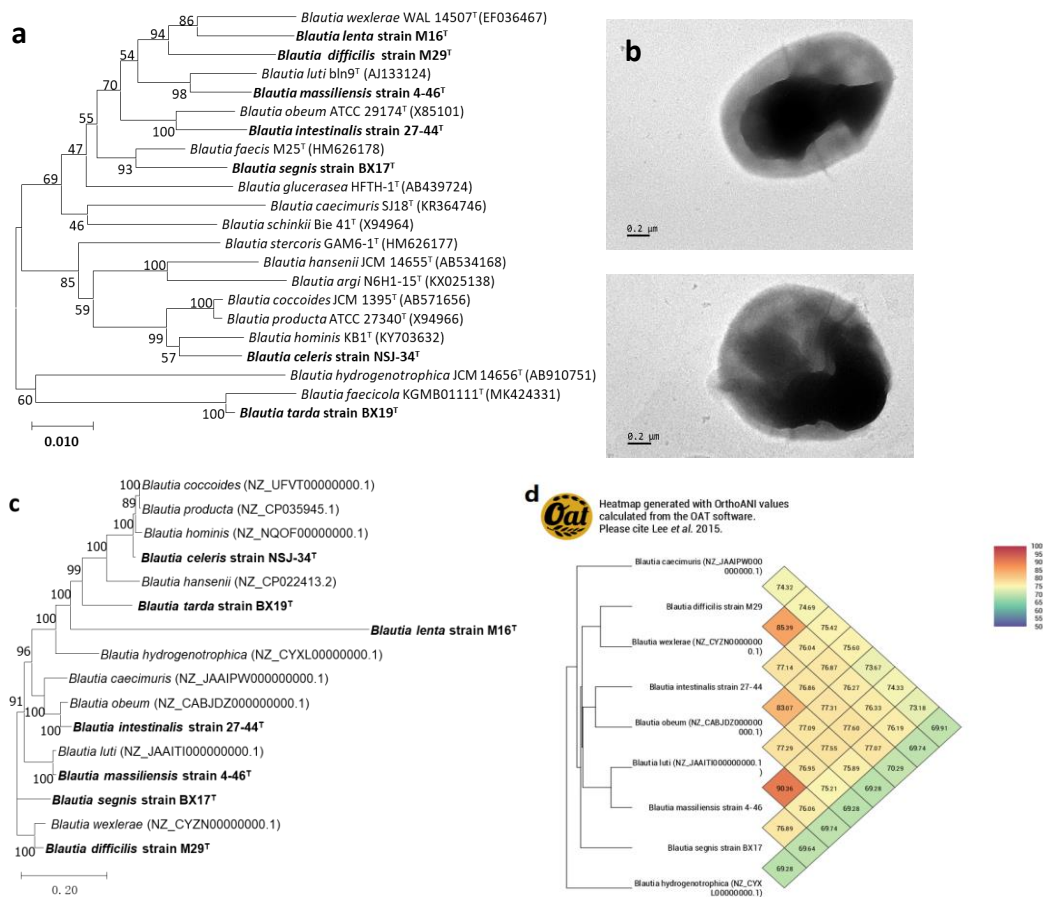 a
Blautia wexlerae WAL 14507ᵀ (EF036467)
Blautia lenta strain M16ᵀ
Blautia difficilis strain M29ᵀ
Blautia luti bln9ᵀ (AJ133124)
Blautia massiliensis strain 4-46ᵀ
Blautia obeum ATCC 29174ᵀ (X85101)
Blautia intestinalis strain 27-44ᵀ
Blautia faecis M25ᵀ (HM626178)
Blautia segnis strain BX17ᵀ
Blautia glucerasea HFTH-1ᵀ (AB439724)
Blautia caecimuris SJ18ᵀ (KR364746)
Blautia schinkii Bie 41ᵀ (X94964)
Blautia stercoris GAM6-1ᵀ (HM626177)
Blautia hansenii JCM 14655ᵀ (AB534168)
Blautia argi N6H1-15ᵀ (KX025138)
Blautia coccoides JCM 1395ᵀ (AB571656)
Blautia producta ATCC 27340ᵀ (X94966)
Blautia hominis KB1ᵀ (KY703632)
Blautia celeris strain NSJ-34ᵀ
Blautia hydrogenotrophica JCM 14656ᵀ (AB910751)
Blautia faecicola KGMB01111ᵀ (MK424331)
Blautia tarda strain BX19ᵀ
86
94
54
98
70
100
55
93
47
69
46
100
85
59
100
99
57
60
100
0.010
b
0.2 μm
0.2 μm
c
Blautia coccoides (NZ_UFVT00000000.1)
Blautia producta (NZ_CP035945.1)
Blautia hominis (NZ_NQOF00000000.1)
Blautia celeris strain NSJ-34ᵀ
Blautia hansenii (NZ_CP022413.2)
Blautia tarda strain BX19ᵀ
Blautia lenta strain M16ᵀ
Blautia hydrogenotrophica (NZ_CYXL00000000.1)
Blautia caecimuris (NZ_JAAIPW000000000.1)
Blautia obeum (NZ_CABJDZ000000000.1)
Blautia intestinalis strain 27-44ᵀ
Blautia luti (NZ_JAAITI000000000.1)
Blautia massiliensis strain 4-46ᵀ
Blautia segnis strain BX17ᵀ
Blautia wexlerae (NZ_CYZN00000000.1)
Blautia difficilis strain M29ᵀ
100
89
100
100
99
100
100
96
91
100
100
100
100
0.20
d
Oat
Heatmap generated with OrthoANI values
calculated from the OAT software.
Please cite Lee et al. 2015.
100
95
90
85
80
75
70
65
60
55
50
Blautia caecimuris (NZ_JAAIPW000
000000.1)
Blautia difficilis strain M29
Blautia wexlerae (NZ_CYZN0000000
0.1)
Blautia intestinalis strain 27-44
Blautia obeum (NZ_CABJDZ000000
000.1)
Blautia luti (NZ_JAAITI000000000.1
)
Blautia massiliensis strain 4-46
Blautia segnis strain BX17
Blautia hydrogenotrophica (NZ_CYX
L00000000.1)
74.32
74.69
85.39 75.42
76.04 75.60
77.14 76.87 73.67
76.86 76.27 74.33
83.07 77.31 76.33 73.18
77.09 77.60 76.19 69.91
77.29 77.55 77.07 69.74
76.95 75.89 70.29
90.36 75.21 69.28
76.06 69.28
76.89 69.74
69.64
69.28